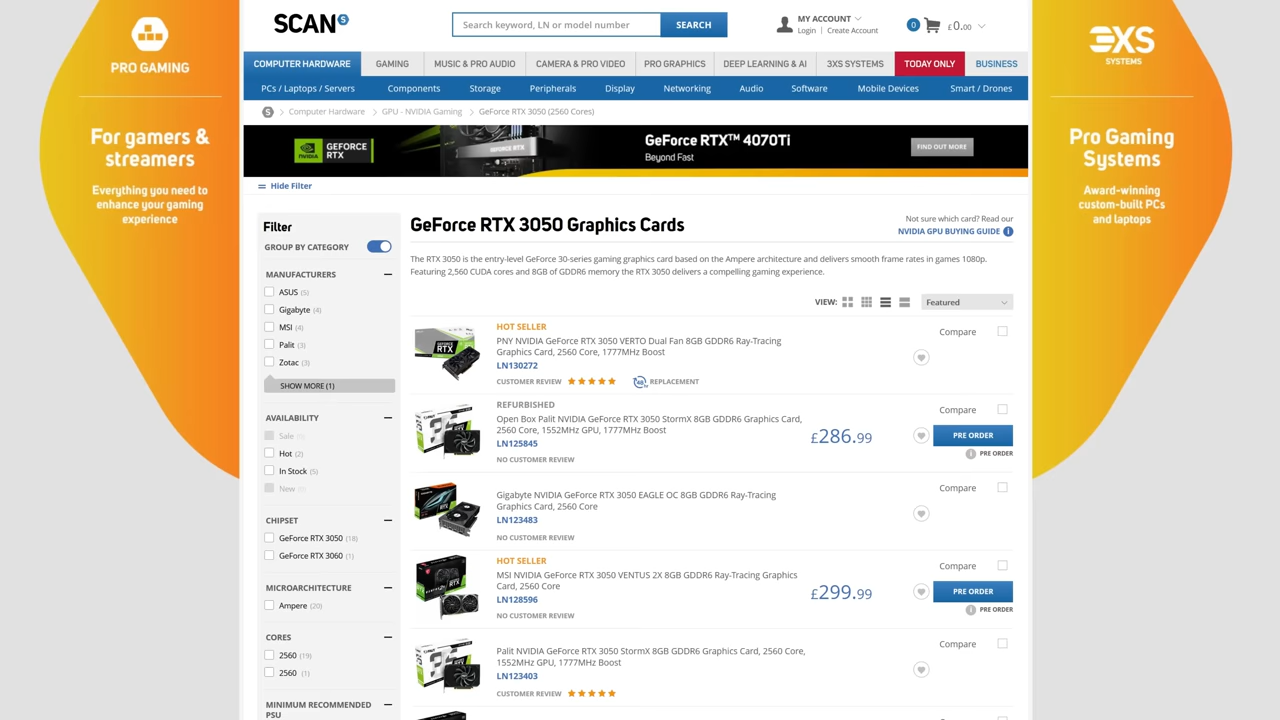 PRO GAMING
For gamers &
streamers
Everything you need to
enhance your gaming
experience
SCAN S
Search keyword, LN or model number
SEARCH
MY ACCOUNT
Login | Create Account
0
£0.00
COMPUTER HARDWARE
GAMING
MUSIC & PRO AUDIO
CAMERA & PRO VIDEO
PRO GRAPHICS
DEEP LEARNING & AI
3XS SYSTEMS
TODAY ONLY
BUSINESS
PCs / Laptops / Servers
Components
Storage
Peripherals
Display
Networking
Audio
Software
Mobile Devices
Smart / Drones
S
Computer Hardware
GPU - NVIDIA Gaming
GeForce RTX 3050 (2560 Cores)
NVIDIA
GEFORCE
RTX
GEFORCE RTX
GeForce RTX™ 4070Ti
Beyond Fast
FIND OUT MORE
Hide Filter
Filter
GROUP BY CATEGORY
MANUFACTURERS
ASUS (5)
Gigabyte (4)
MSI (4)
Palit (3)
Zotac (3)
SHOW MORE (1)
AVAILABILITY
Sale
Hot (2)
In Stock (5)
New
CHIPSET
GeForce RTX 3050 (18)
GeForce RTX 3060 (1)
MICROARCHITECTURE
Ampere (20)
CORES
2560 (19)
2560 (1)
MINIMUM RECOMMENDED
PSU
GeForce RTX 3050 Graphics Cards
Not sure which card? Read our
NVIDIA GPU BUYING GUIDE i
The RTX 3050 is the entry-level GeForce 30-series gaming graphics card based on the Ampere architecture and delivers smooth frame rates in games 1080p.
Featuring 2,560 CUDA cores and 8GB of GDDR6 memory the RTX 3050 delivers a compelling gaming experience.
VIEW:
Featured
HOT SELLER
PNY NVIDIA GeForce RTX 3050 VERTO Dual Fan 8GB GDDR6 Ray-Tracing
Graphics Card, 2560 Core, 1777MHz Boost
LN130272
CUSTOMER REVIEW
REPLACEMENT
Compare
REFURBISHED
Open Box Palit NVIDIA GeForce RTX 3050 StormX 8GB GDDR6 Graphics Card,
2560 Core, 1552MHz GPU, 1777MHz Boost
LN125845
NO CUSTOMER REVIEW
£286.99
Compare
PRE ORDER
i PRE ORDER
Gigabyte NVIDIA GeForce RTX 3050 EAGLE OC 8GB GDDR6 Ray-Tracing
Graphics Card, 2560 Core
LN123483
NO CUSTOMER REVIEW
Compare
HOT SELLER
MSI NVIDIA GeForce RTX 3050 VENTUS 2X 8GB GDDR6 Ray-Tracing Graphics
Card, 2560 Core
LN128596
NO CUSTOMER REVIEW
£299.99
Compare
PRE ORDER
i PRE ORDER
Palit NVIDIA GeForce RTX 3050 StormX 8GB GDDR6 Graphics Card, 2560 Core,
1552MHz GPU, 1777MHz Boost
LN123403
CUSTOMER REVIEW
Compare
3XS
SYSTEMS
Pro Gaming
Systems
Award-winning
custom-built PCs
and laptops